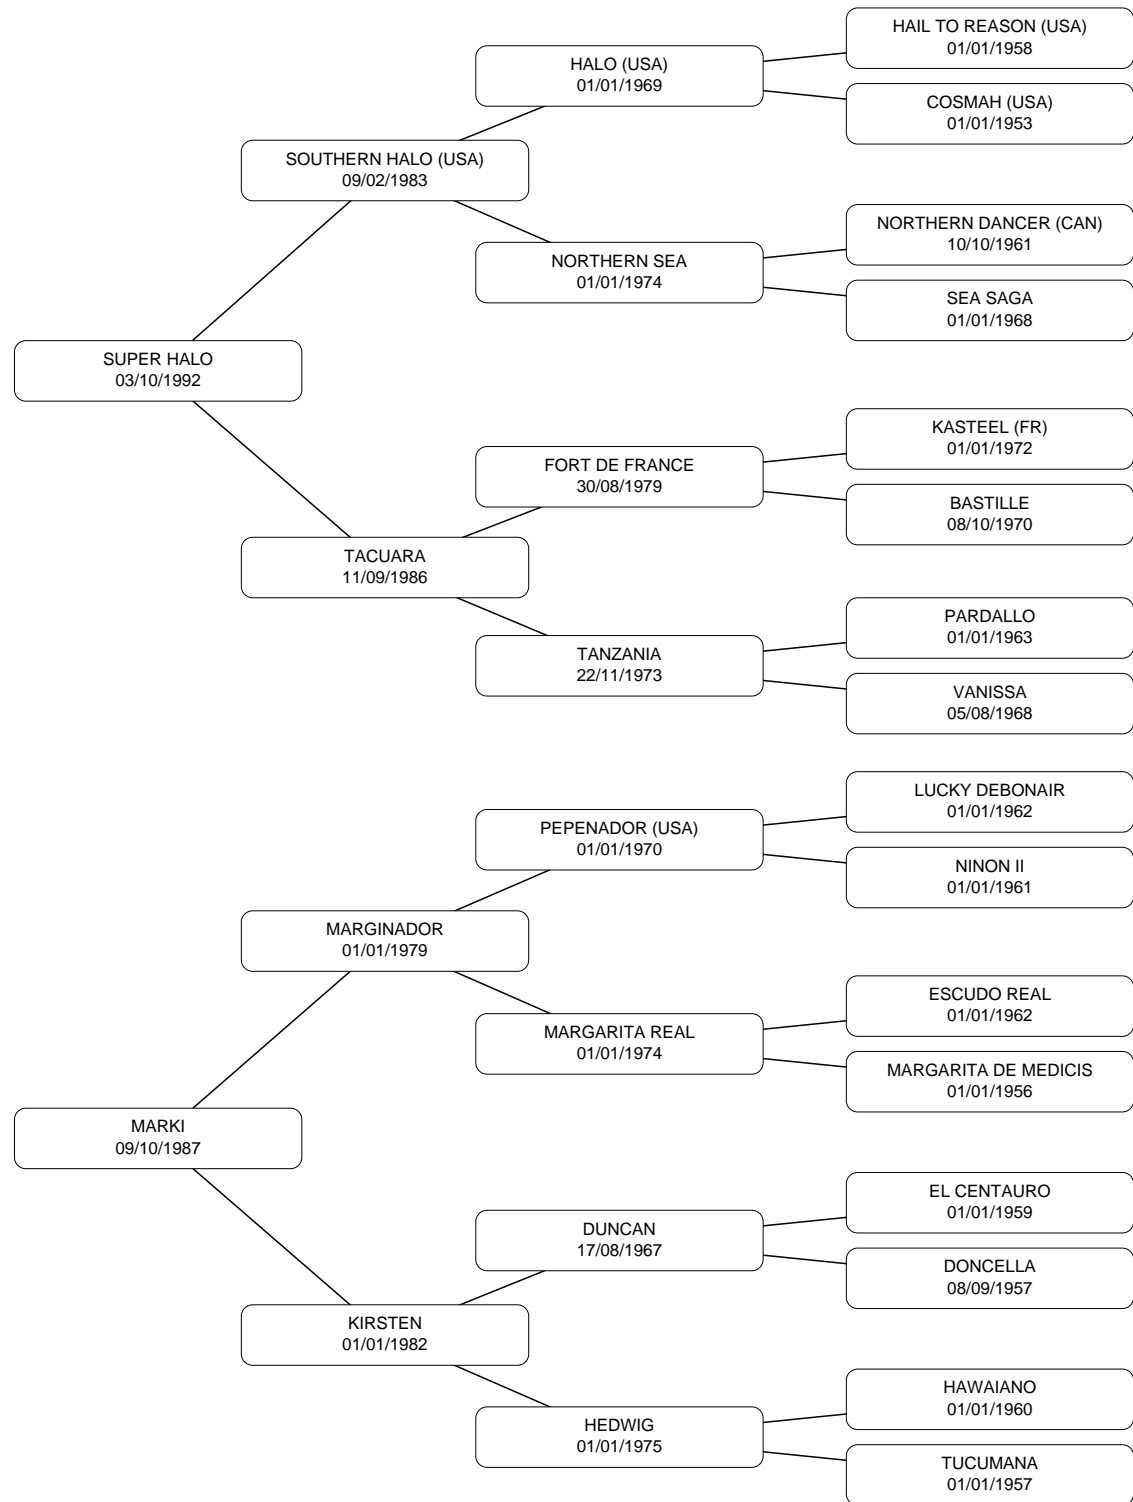 HAIL TO REASON (USA)
01/01/1958
HALO (USA)
01/01/1969
COSMAH (USA)
01/01/1953
SOUTHERN HALO (USA)
09/02/1983
NORTHERN DANCER (CAN)
10/10/1961
NORTHERN SEA
01/01/1974
SEA SAGA
01/01/1968
SUPER HALO
03/10/1992
KASTEEL (FR)
01/01/1972
FORT DE FRANCE
30/08/1979
BASTILLE
08/10/1970
TACUARA
11/09/1986
PARDALLO
01/01/1963
TANZANIA
22/11/1973
VANISSA
05/08/1968
LUCKY DEBONAIR
01/01/1962
PEPENADOR (USA)
01/01/1970
NINON II
01/01/1961
MARGINADOR
01/01/1979
ESCUDO REAL
01/01/1962
MARGARITA REAL
01/01/1974
MARGARITA DE MEDICIS
01/01/1956
MARKI
09/10/1987
EL CENTAURO
01/01/1959
DUNCAN
17/08/1967
DONCELLA
08/09/1957
KIRSTEN
01/01/1982
HAWAIANO
01/01/1960
HEDWIG
01/01/1975
TUCUMANA
01/01/1957